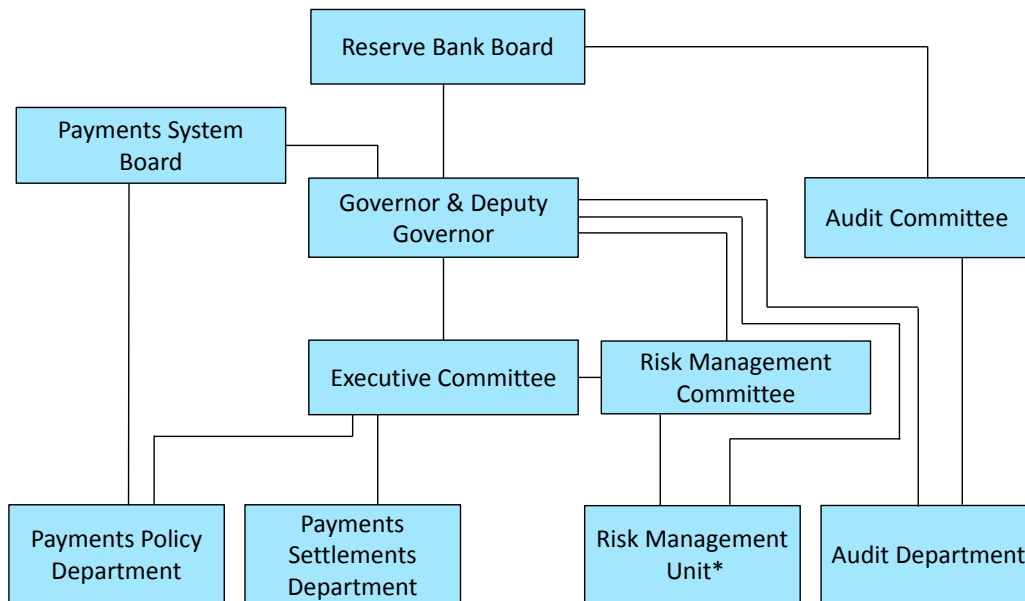 Reserve Bank Board
Payments System
Board
Governor & Deputy
Governor
Audit Committee
Executive Committee
Risk Management
Committee
Payments Policy
Department
Payments
Settlements
Department
Risk Management
Unit*
Audit Department